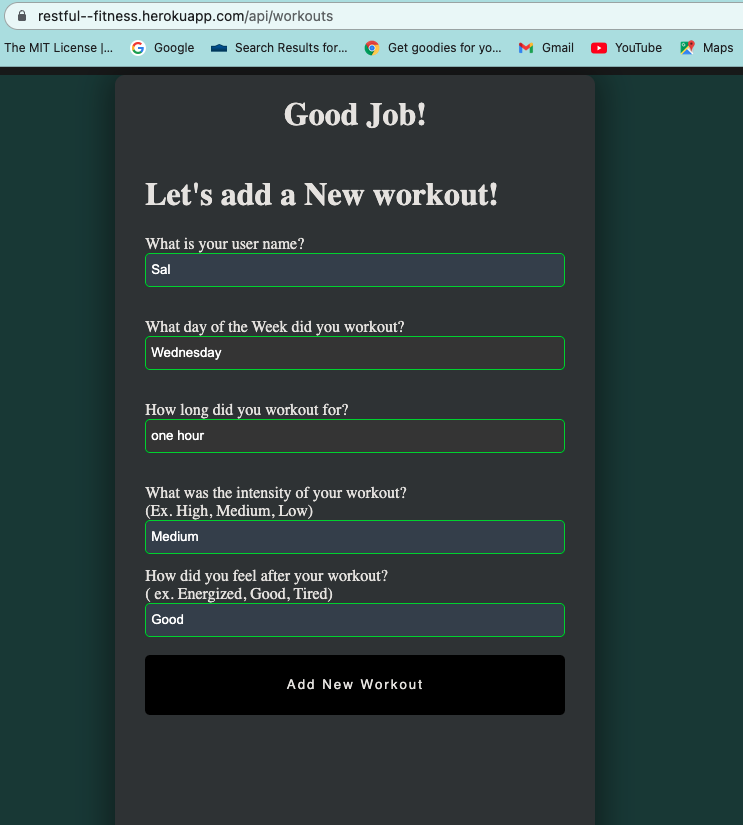 restful--fitness.herokuapp.com/api/workouts
The MIT License |... Google Search Results for... Get goodies for yo... Gmail YouTube Maps
Good Job!
Let's add a New workout!
What is your user name?
Sal
What day of the Week did you workout?
Wednesday
How long did you workout for?
one hour
What was the intensity of your workout?
(Ex. High, Medium, Low)
Medium
How did you feel after your workout?
( ex. Energized, Good, Tired)
Good
Add New Workout